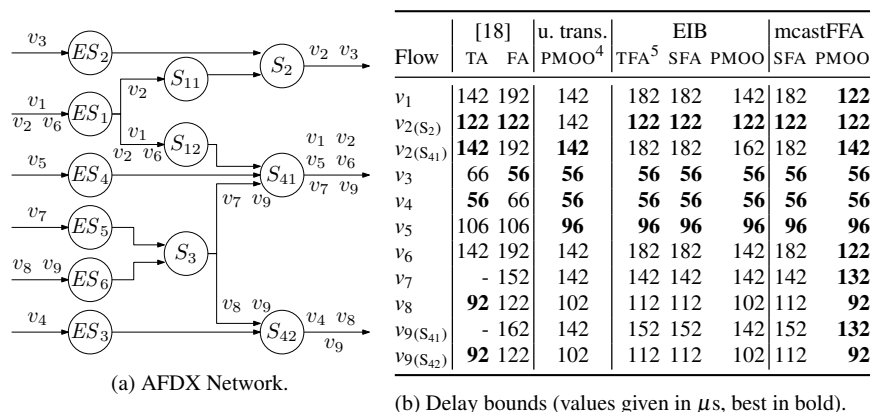 v3
ES2
S2
v2 v3
S11
v2
v1
v2 v6
ES1
v1
v2 v6
S12
v1 v2
v5
ES4
S41
v5 v6
v7 v9
v7 v9
v7
ES5
S3
v8 v9
ES6
v8 v9
v4
ES3
S42
v4 v8
v9
(a) AFDX Network.
[18] u. trans. EIB mcastFFA
Flow TA FA PMOO4 TFA5 SFA PMOO SFA PMOO
v1 142 192 142 182 182 142 182 122
v2(S2) 122 122 142 122 122 122 122 122
v2(S41) 142 192 142 182 182 162 182 142
v3 66 56 56 56 56 56 56 56
v4 56 66 56 56 56 56 56 56
v5 106 106 96 96 96 96 96 96
v6 142 192 142 182 182 142 182 122
v7 - 152 142 142 142 142 142 132
v8 92 122 102 112 112 102 112 92
v9(S41) - 162 142 152 152 142 152 132
v9(S42) 92 122 102 112 112 102 112 92
(b) Delay bounds (values given in μs, best in bold).